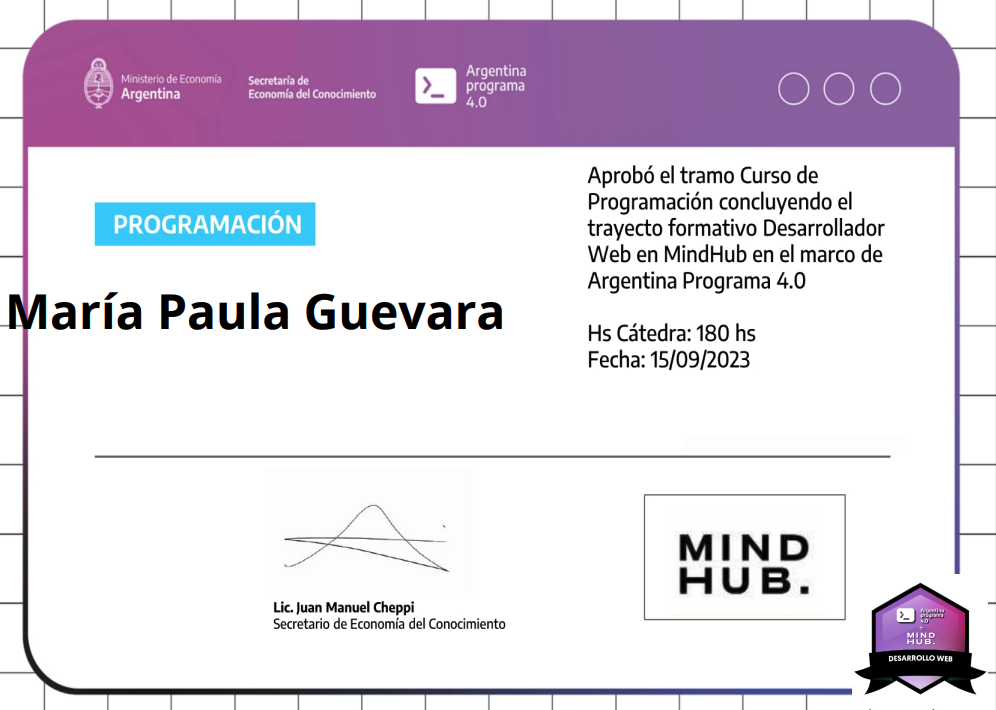 Ministerio de Economía
Argentina
Secretaría de
Economía del Conocimiento
Argentina
programa
4.0
Aprobó el tramo Curso de
Programación concluyendo el
trayecto formativo Desarrollador
Web en MindHub en el marco de
Argentina Programa 4.0
PROGRAMACIÓN
María Paula Guevara
Hs Cátedra: 180 hs
Fecha: 15/09/2023
MIND
HUB.
Lic. Juan Manuel Cheppi
Secretario de Economía del Conocimiento
Argentina
programa
4.0
+
MIND
HUB.
DESARROLLO WEB